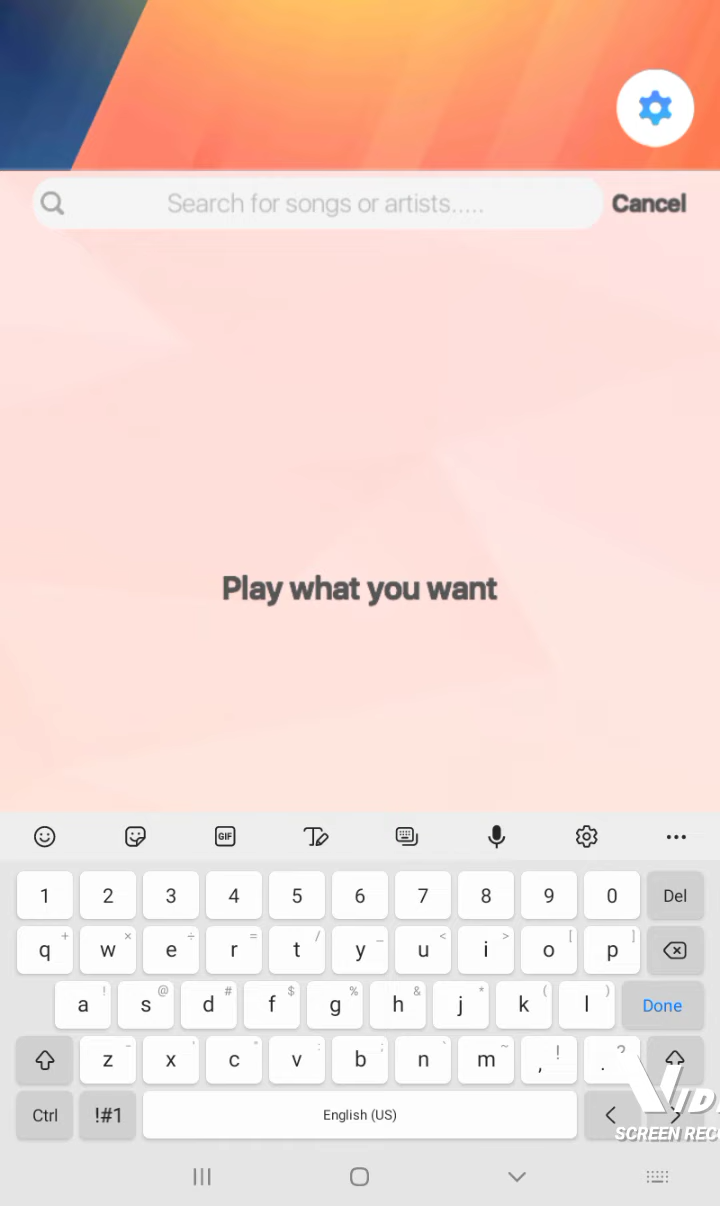 Search for songs or artists.....
Cancel
Play what you want
GIF
1 2 3 4 5 6 7 8 9 0 Del
+ × ÷ = / _ < > [ ]
q w e r t y u i o p
! @ # $ % & * ( )
a s d f g h j k l Done
- ' " : ; ` ~ ! ?
z x c v b n m , .
Ctrl !#1 English (US) < >
SCREEN